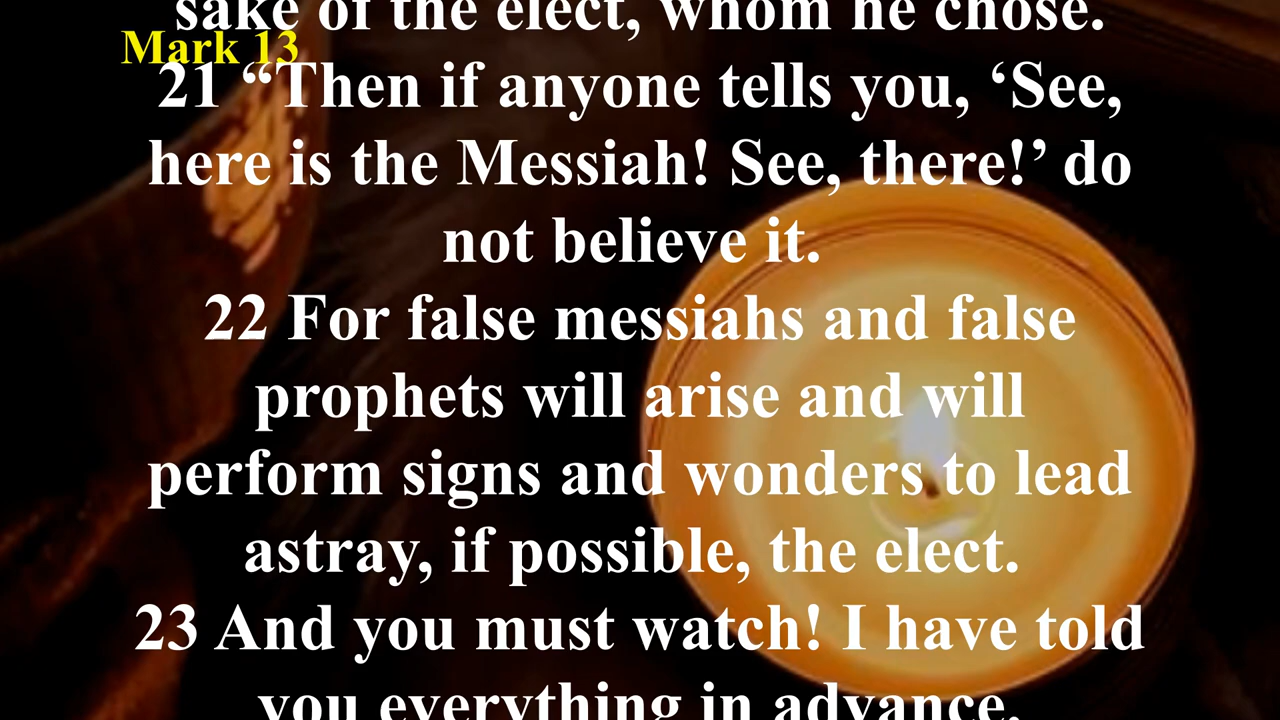 sake of the elect, whom he chose.
Mark 13
21 “Then if anyone tells you, ‘See,
here is the Messiah! See, there!’ do
not believe it.
22 For false messiahs and false
prophets will arise and will
perform signs and wonders to lead
astray, if possible, the elect.
23 And you must watch! I have told
you everything in advance.